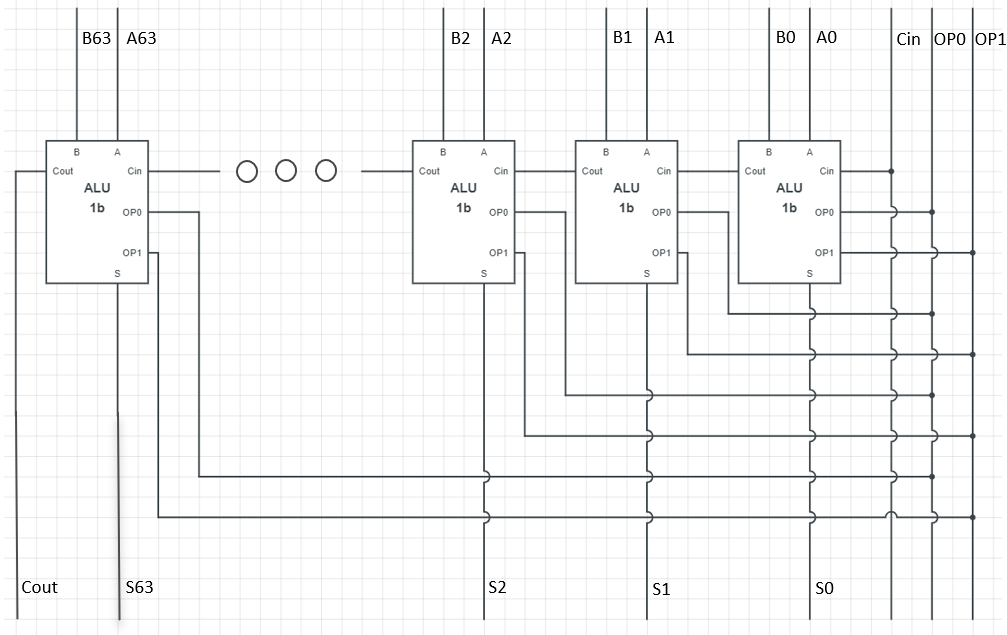 B63 A63 B2 A2 B1 A1 B0 A0 Cin OP0 OP1
B A B A B A B A
Cout Cin Cout Cin Cout Cin Cout Cin
ALU ALU ALU ALU
1b 1b 1b 1b
OP0 OP0 OP0 OP0
OP1 OP1 OP1 OP1
S S S S
Cout S63 S2 S1 S0